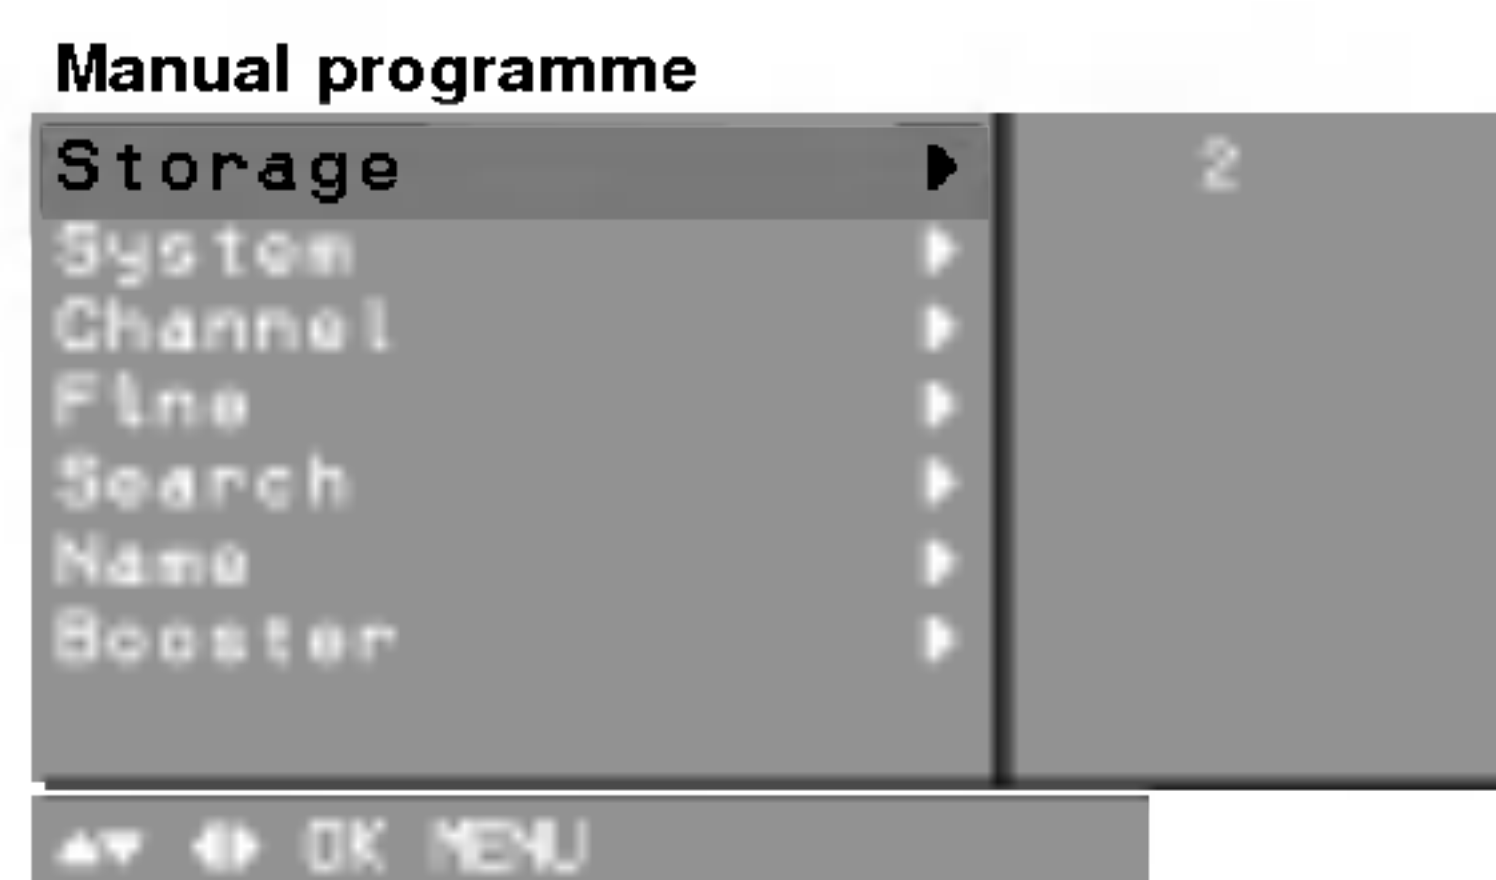 Manual programme
Storage ▶ 2
System ▶
Channel ▶
Fine ▶
Search ▶
Name ▶
Booster ▶
▲▼ ◀▶ OK MENU